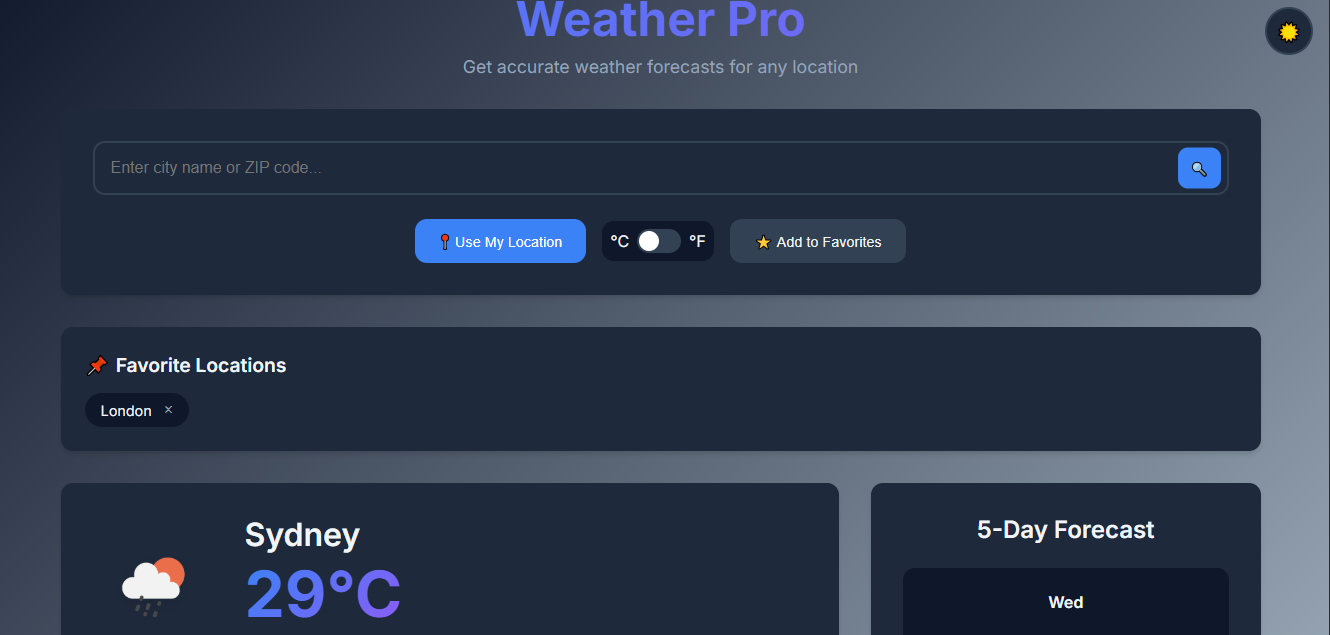 Weather Pro
Get accurate weather forecasts for any location
Enter city name or ZIP code...
Use My Location
°C
°F
Add to Favorites
Favorite Locations
London ×
Sydney
29°C
5-Day Forecast
Wed